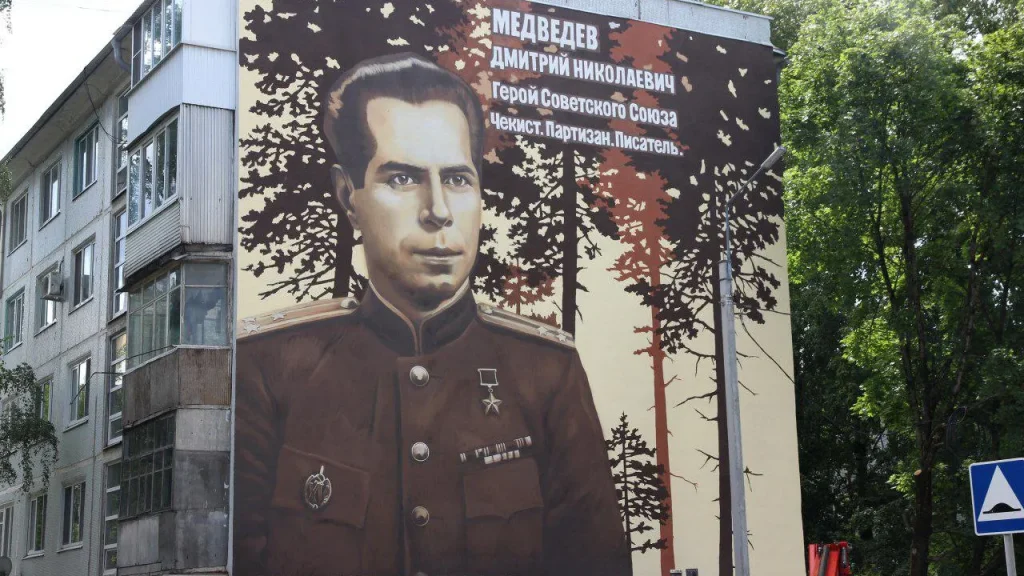 МЕДВЕДЕВ
ДМИТРИЙ НИКОЛАЕВИЧ
Герой Советского Союза
Чекист. Партизан. Писатель.